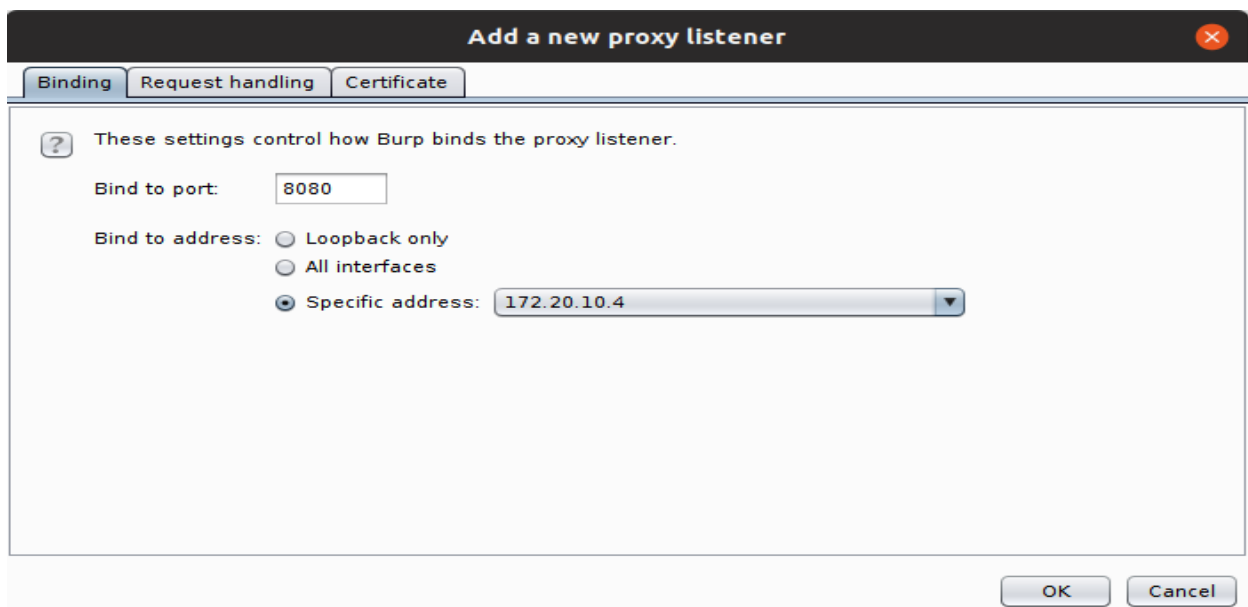 Add a new proxy listener
Binding Request handling Certificate
? These settings control how Burp binds the proxy listener.
Bind to port: 8080
Bind to address: Loopback only
All interfaces
Specific address: 172.20.10.4
OK Cancel